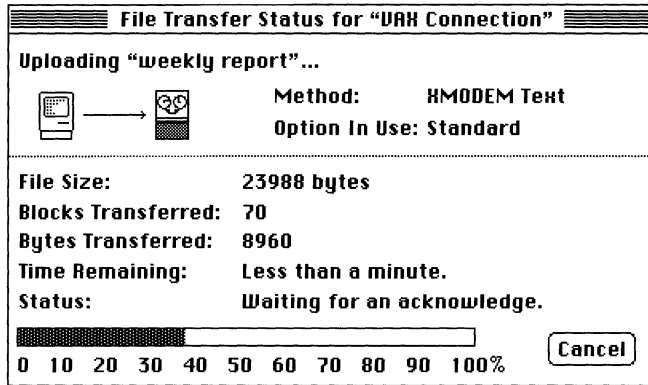 File Transfer Status for “VAX Connection”
Uploading “weekly report”...
Method: XMODEM Text
Option In Use: Standard
File Size: 23988 bytes
Blocks Transferred: 70
Bytes Transferred: 8960
Time Remaining: Less than a minute.
Status: Waiting for an acknowledge.
Cancel
0 10 20 30 40 50 60 70 80 90 100%